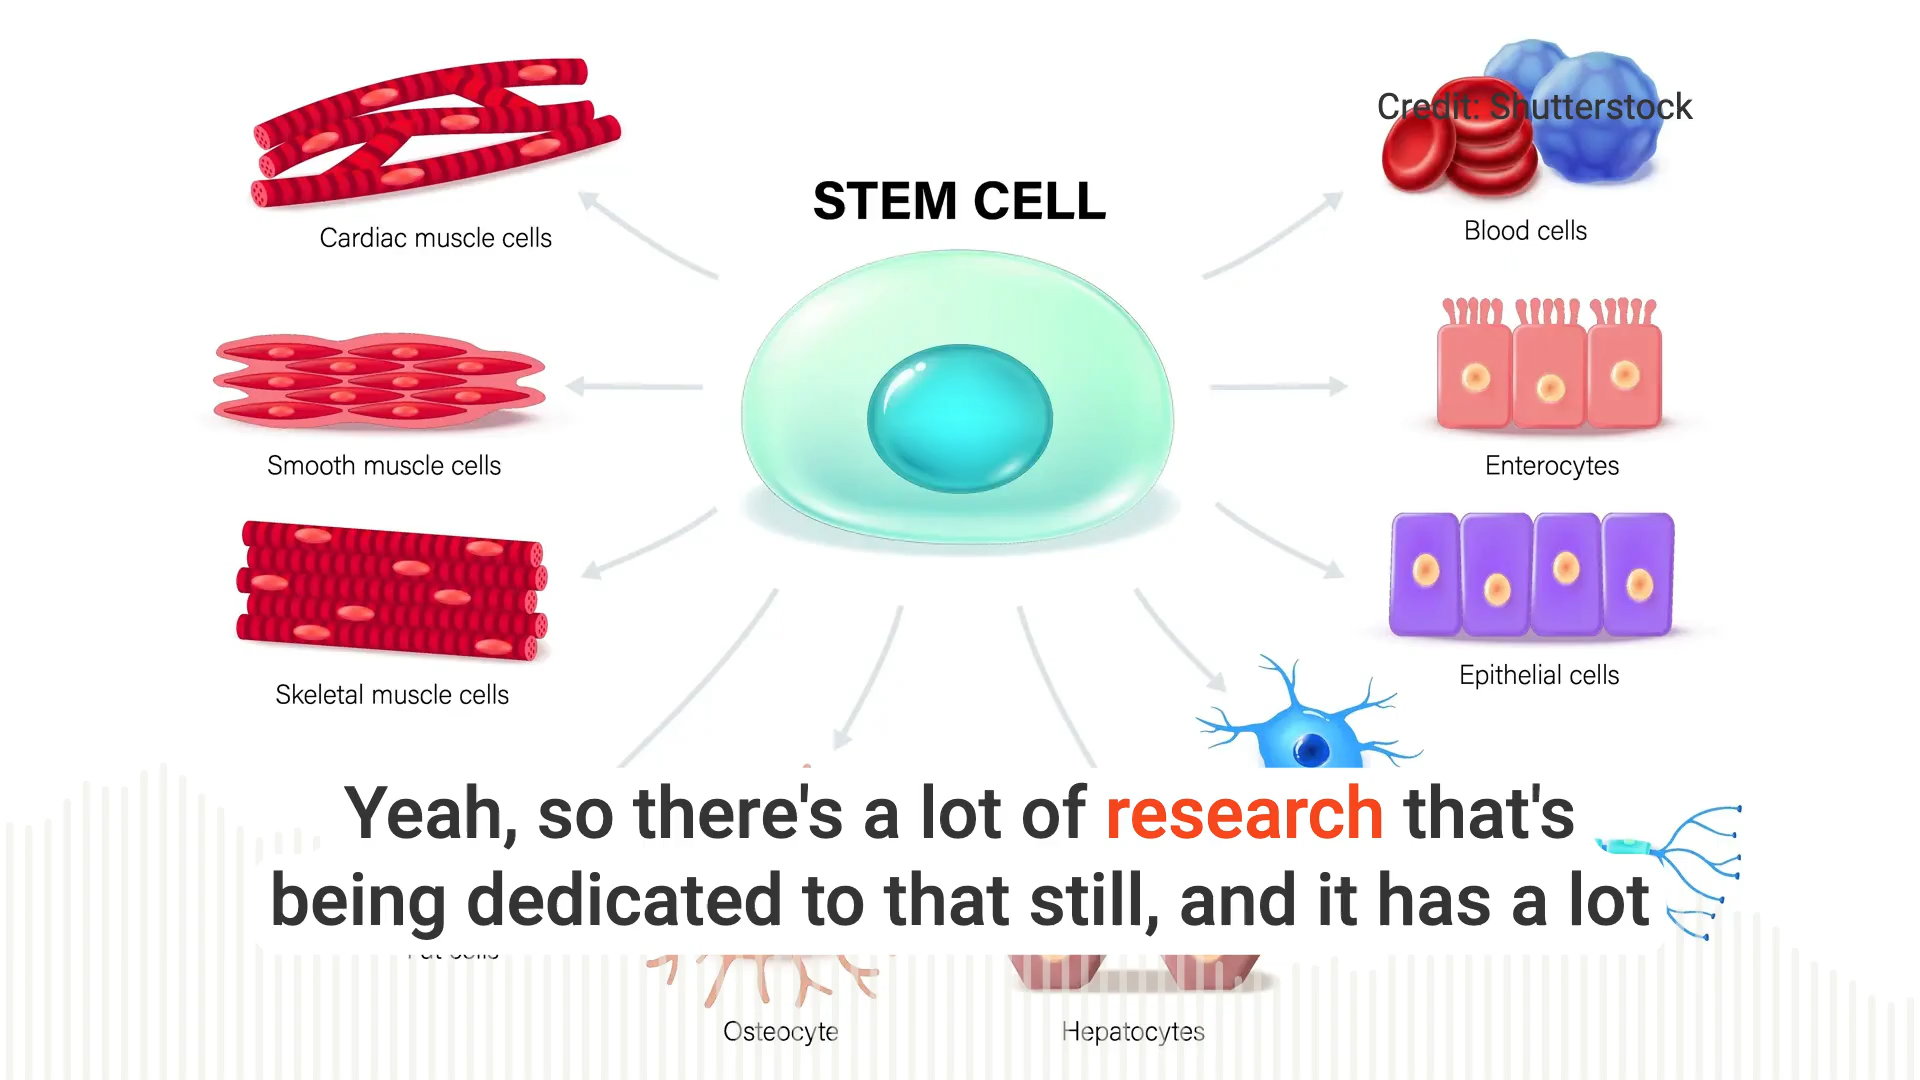 Credit: Shutterstock
STEM CELL
Cardiac muscle cells
Blood cells
Smooth muscle cells
Enterocytes
Skeletal muscle cells
Epithelial cells
Yeah, so there's a lot of research that's
being dedicated to that still, and it has a lot
cells
Osteocyte
Hepatocytes